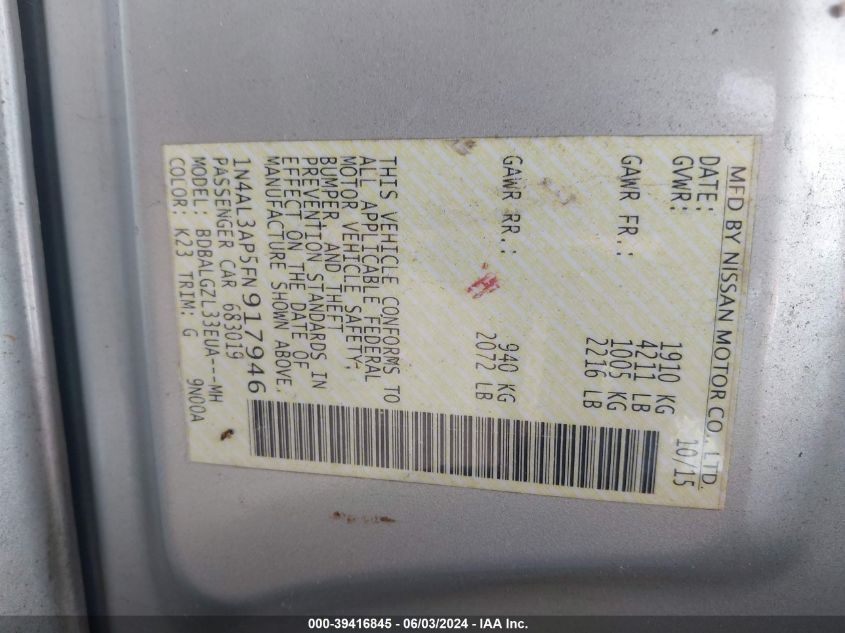 MFD BY NISSAN MOTOR CO., LTD.
DATE: 10/15
GVWR: 1910 KG
4211 LB
GAWR FR.: 1005 KG
2216 LB
GAWR RR.: 940 KG
2072 LB
THIS VEHICLE CONFORMS TO
ALL APPLICABLE FEDERAL
MOTOR VEHICLE SAFETY,
BUMPER, AND THEFT
PREVENTION STANDARDS IN
EFFECT ON THE DATE OF
MANUFACTURE SHOWN ABOVE.
1N4AL3AP5FN917946
PASSENGER CAR 683019
MODEL: BDBALGZL33EUA---MH
COLOR: K23 TRIM: G 9N00A
000-39416845 - 06/03/2024 - IAA Inc.